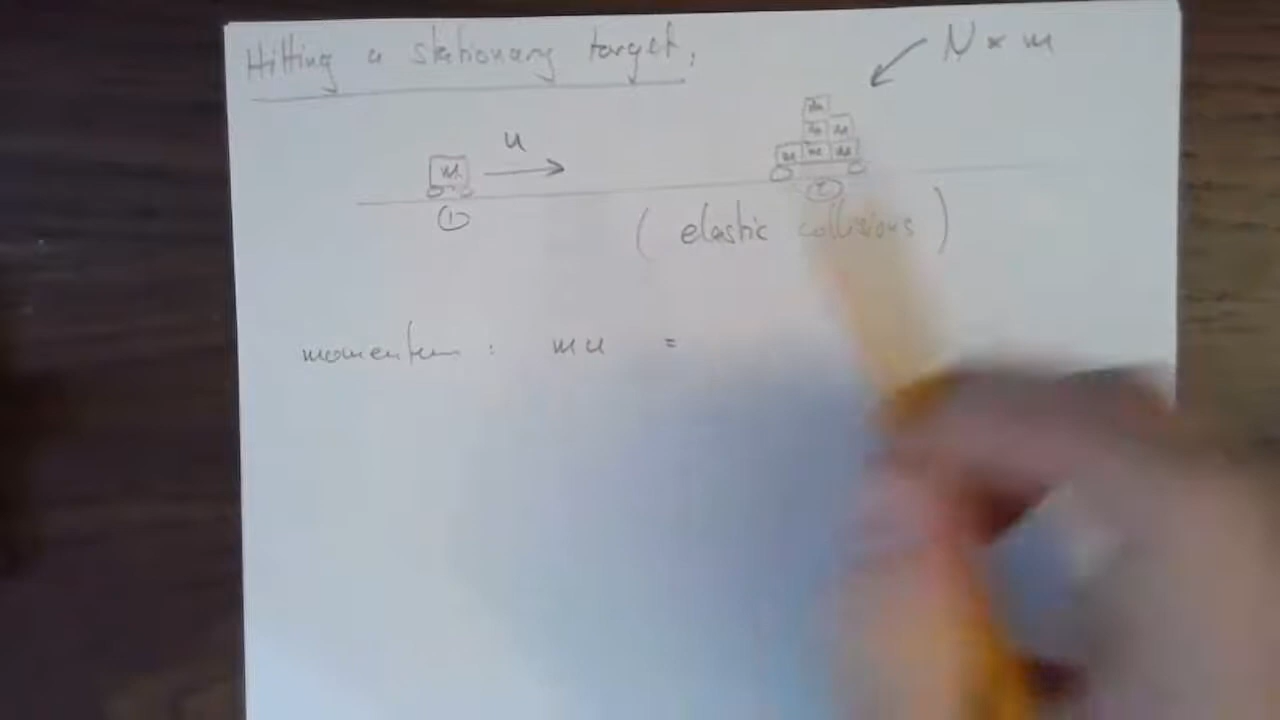 Hitting a stationary target.
N × m
u
m
m
m m
m m m
① ②
( elastic collisions )
momentum : mu =